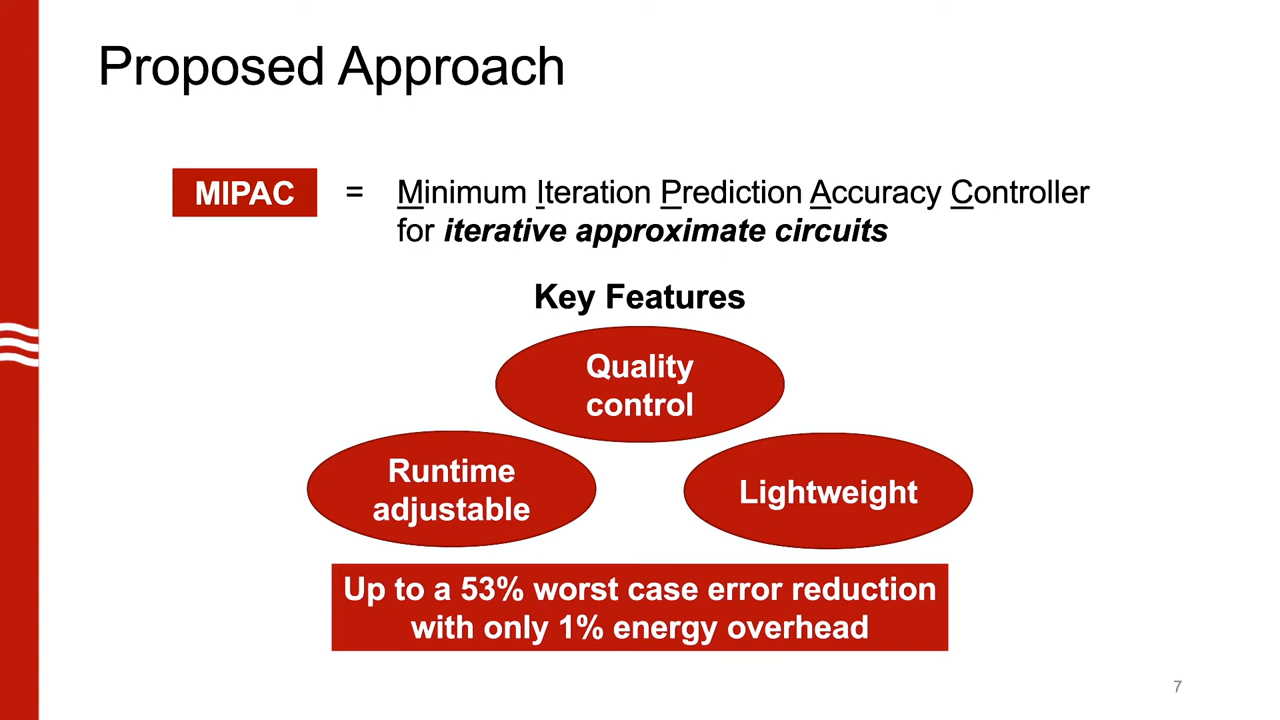 Proposed Approach
MIPAC = Minimum Iteration Prediction Accuracy Controller
for iterative approximate circuits
Key Features
Quality
control
Runtime
adjustable
Lightweight
Up to a 53% worst case error reduction
with only 1% energy overhead
7